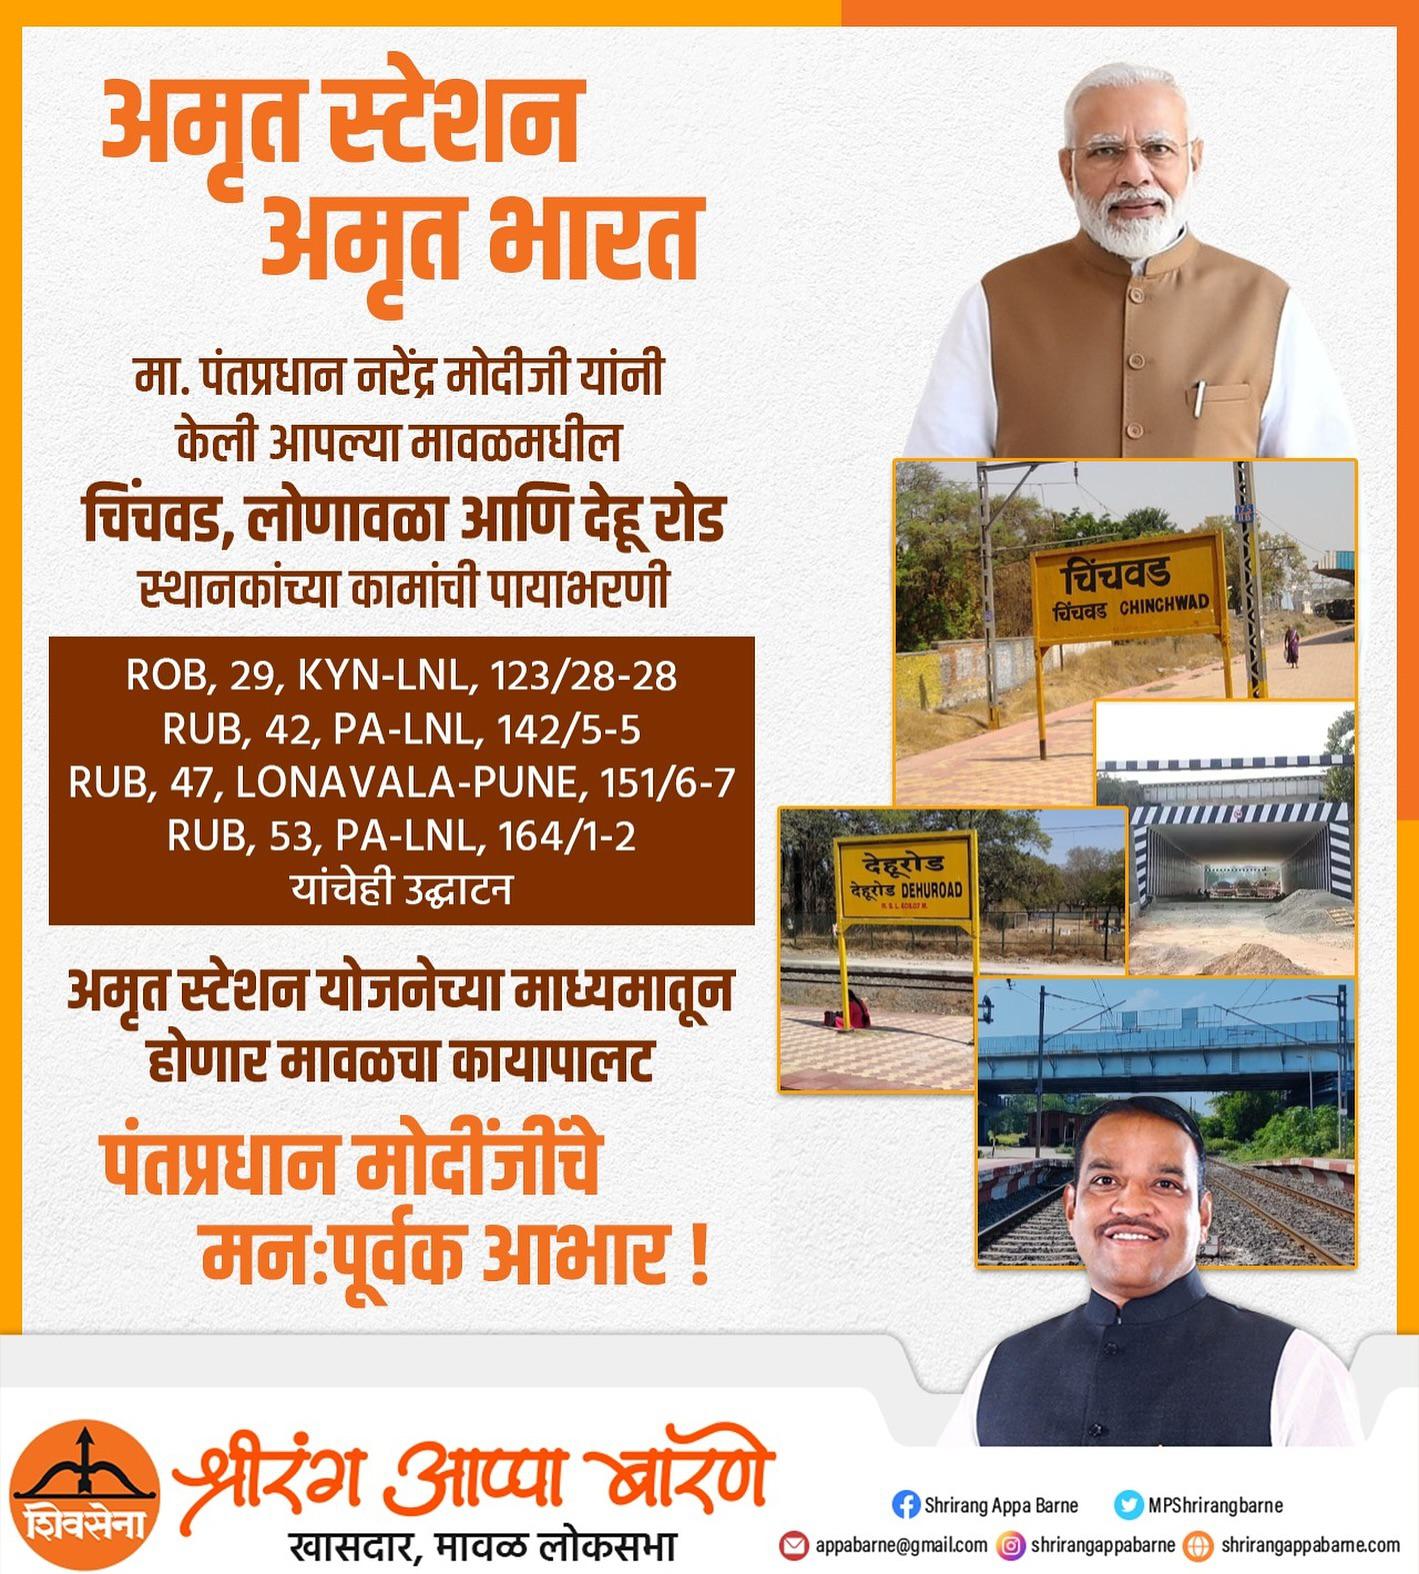 अमृत स्टेशन
अमृत भारत
मा. पंतप्रधान नरेंद्र मोदीजी यांनी
केली आपल्या मावळमधील
चिंचवड, लोणावळा आणि देहू रोड
स्थानकांच्या कामांची पायाभरणी
ROB, 29, KYN-LNL, 123/28-28
RUB, 42, PA-LNL, 142/5-5
RUB, 47, LONAVALA-PUNE, 151/6-7
RUB, 53, PA-LNL, 164/1-2
यांचेही उद्घाटन
अमृत स्टेशन योजनेच्या माध्यमातून
होणार मावळचा कायापालट
पंतप्रधान मोदींजींचे
मनःपूर्वक आभार !
चिंचवड
चिंचवड CHINCHWAD
देहूरोड
देहूरोड DEHUROAD
शिवसेना
श्रीरंग आप्पा बारणे
खासदार, मावळ लोकसभा
Shrirang Appa Barne
MPShrirangbarne
appabarne@gmail.com
shrirangappabarne
shrirangappabarne.com